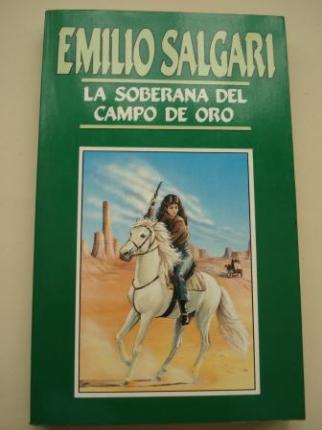 EMILIO SALGARI
LA SOBERANA DEL
CAMPO DE ORO